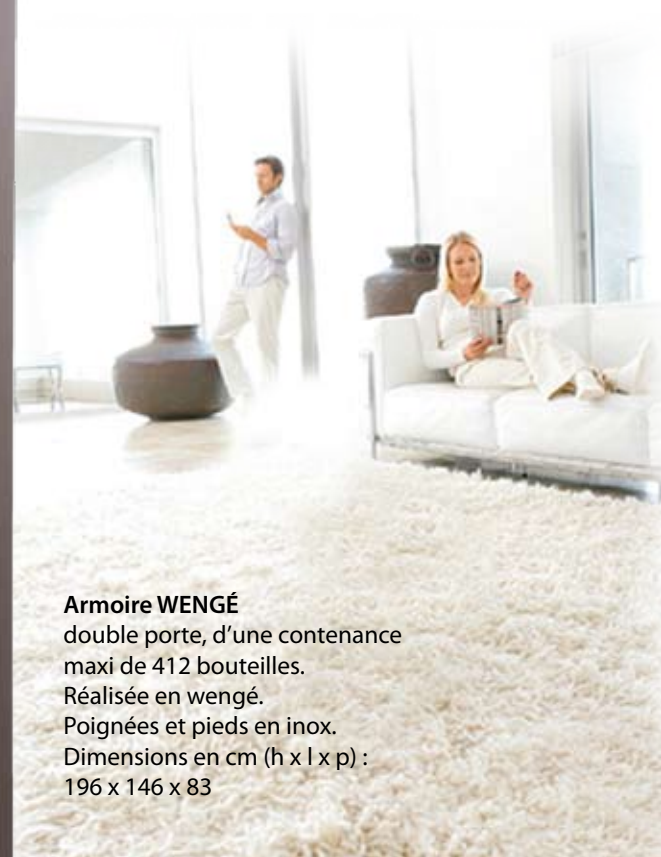 Armoire WENGÉ
double porte, d’une contenance
maxi de 412 bouteilles.
Réalisée en wengé.
Poignées et pieds en inox.
Dimensions en cm (h x l x p) :
196 x 146 x 83